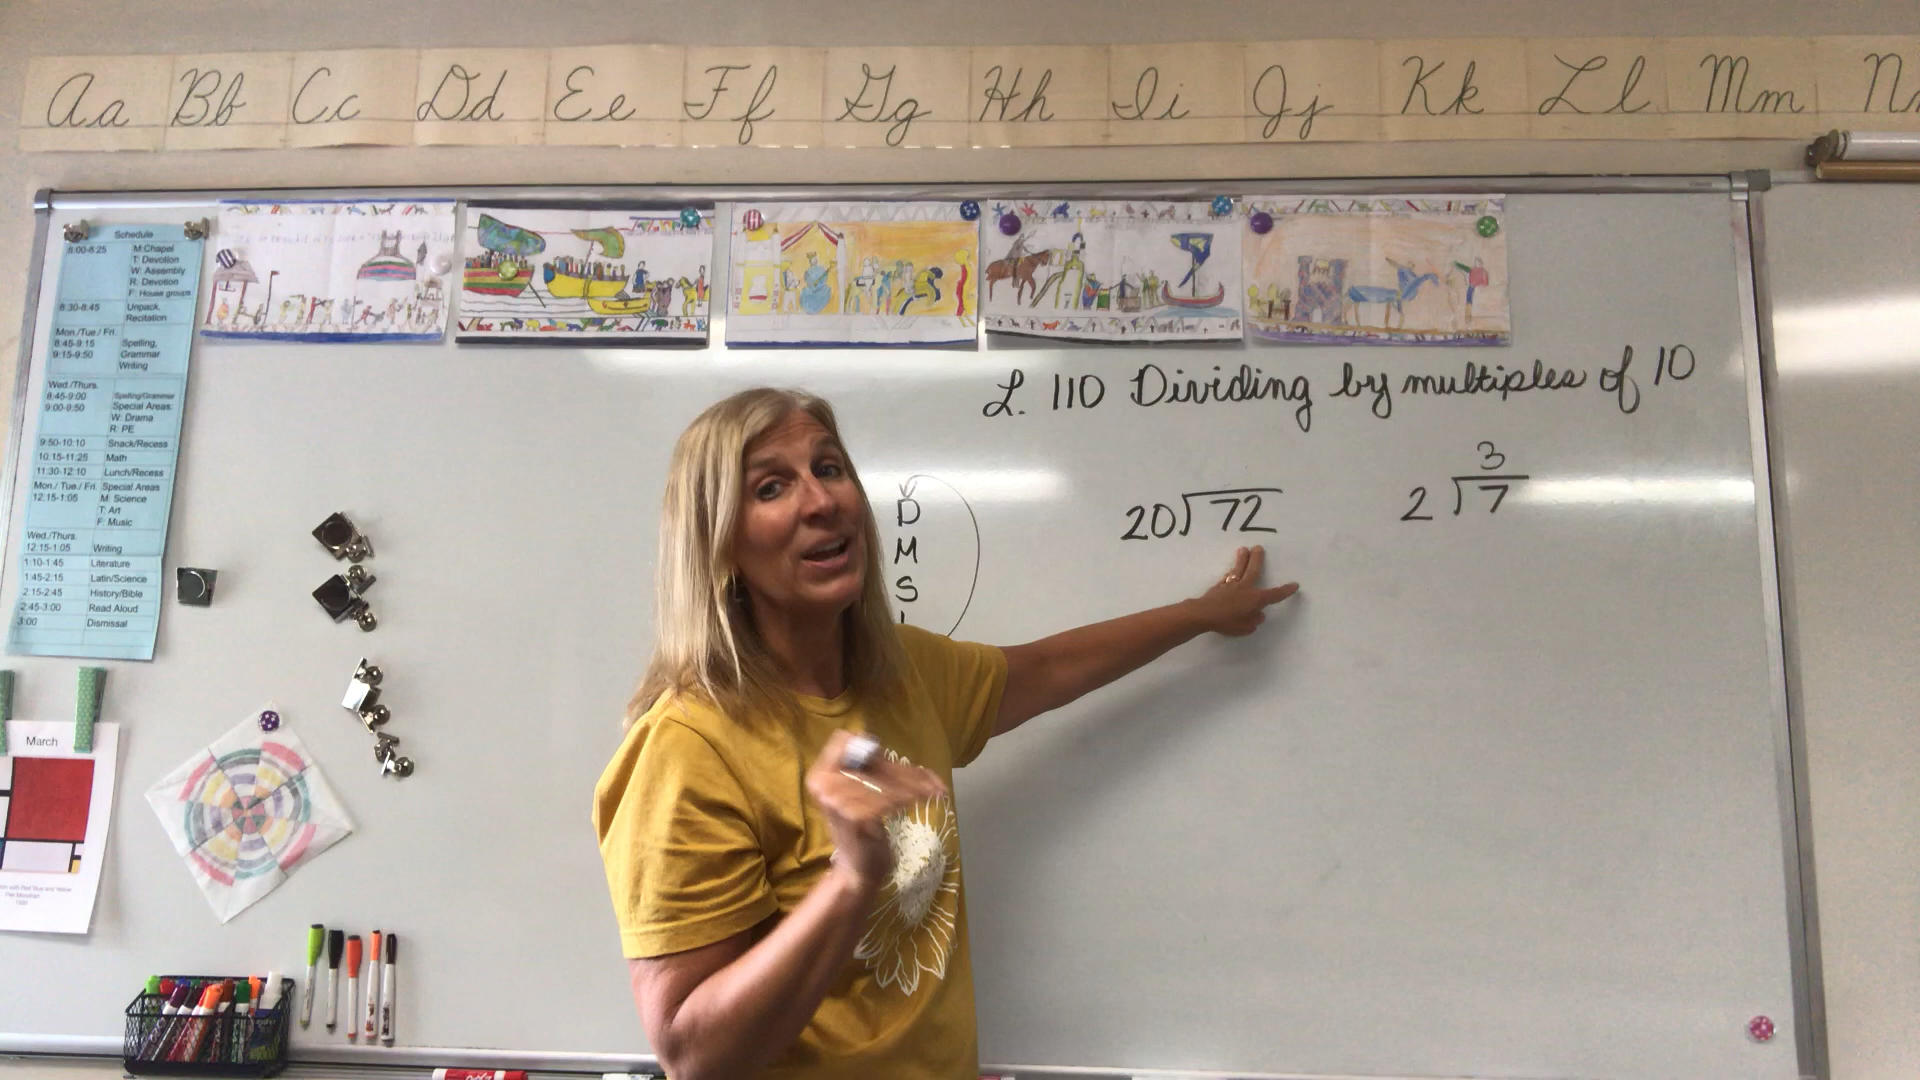 Aa Bb Cc Dd Ee Ff Gg Hh Ii Jj Kk Ll Mm
Schedule
8:00-8:25 M:Chapel
T: Devotion
W: Assembly
R: Devotion
F: House groups
8:30-8:45 Unpack,
Recitation
Mon./Tue./ Fri.
8:45-9:15 Spelling,
9:15-9:50 Grammar
Writing
Wed./Thurs.
8:45-9:00 Spelling/Grammar
9:00-9:50 Special Areas:
W: Drama
R: PE
9:50-10:10 Snack/Recess
10:15-11:25 Math
11:30-12:10 Lunch/Recess
Mon./ Tue./ Fri. Special Areas
12:15-1:05 M: Science
T: Art
F: Music
Wed./Thurs.
12:15-1:05 Writing
1:10-1:45 Literature
1:45-2:15 Latin/Science
2:15-2:45 History/Bible
2:45-3:00 Read Aloud
3:00 Dismissal
L. 110 Dividing by multiples of 10
D
M
S
20 72
3
2 7
March